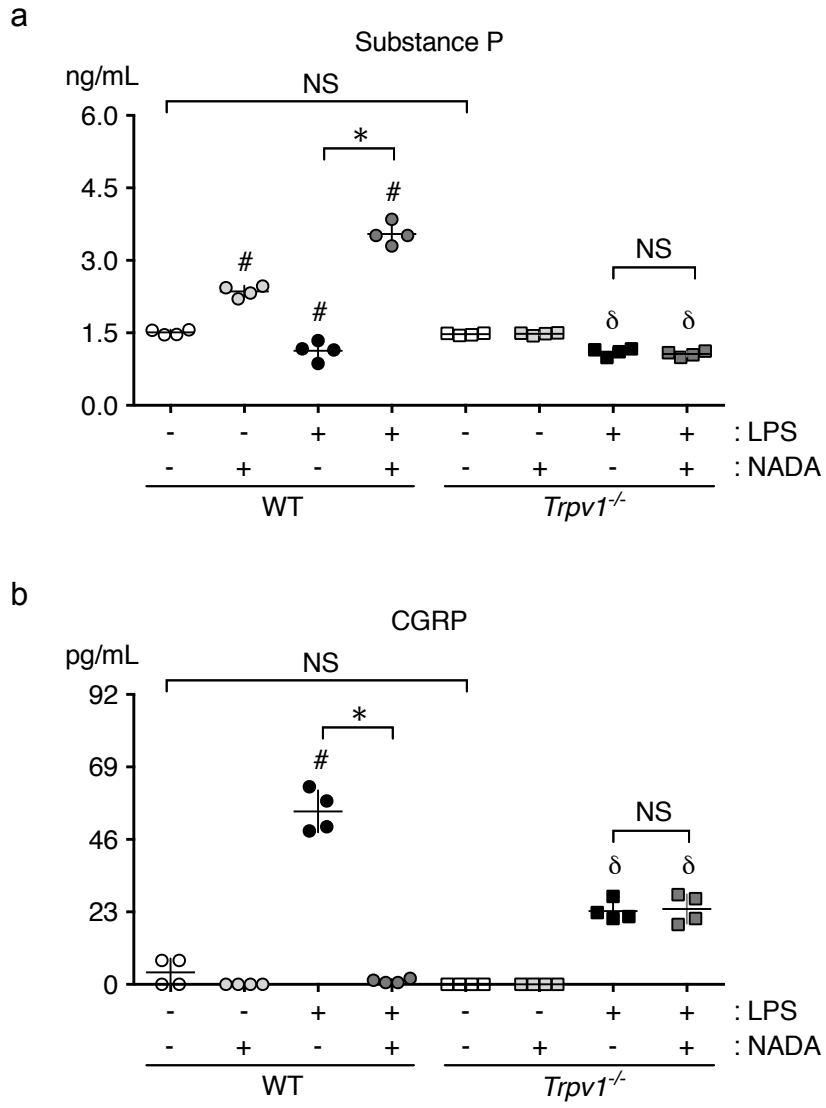 a
Substance P
ng/mL
NS
6.0
*
4.5
#
#
3.0
NS
#
1.5
δ
δ
0.0
- - + + - - + + : LPS
- + - + - + - + : NADA
WT
Trpv1-/-
b
CGRP
pg/mL
NS
92
*
#
69
NS
46
δ
δ
23
0
- - + + - - + + : LPS
- + - + - + - + : NADA
WT
Trpv1-/-